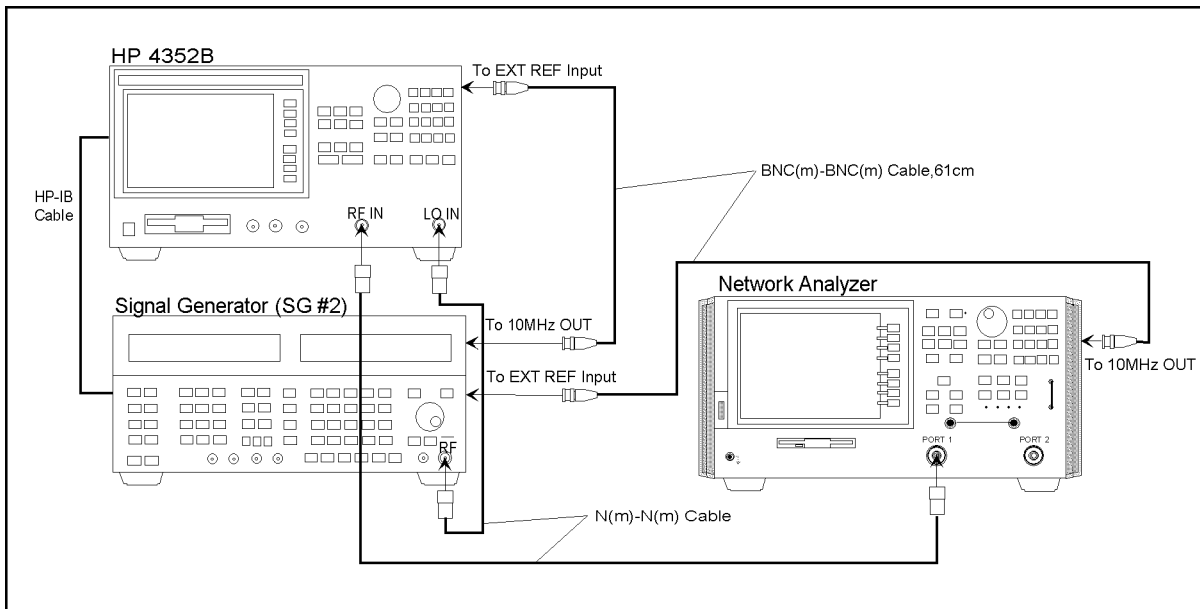 HP 4352B
To EXT REF Input
BNC(m)-BNC(m) Cable,61cm
HP-IB
Cable
RF IN
LO IN
Network Analyzer
Signal Generator (SG #2)
To 10MHz OUT
To 10MHz OUT
To EXT REF Input
RF
PORT 1
PORT 2
N(m)-N(m) Cable